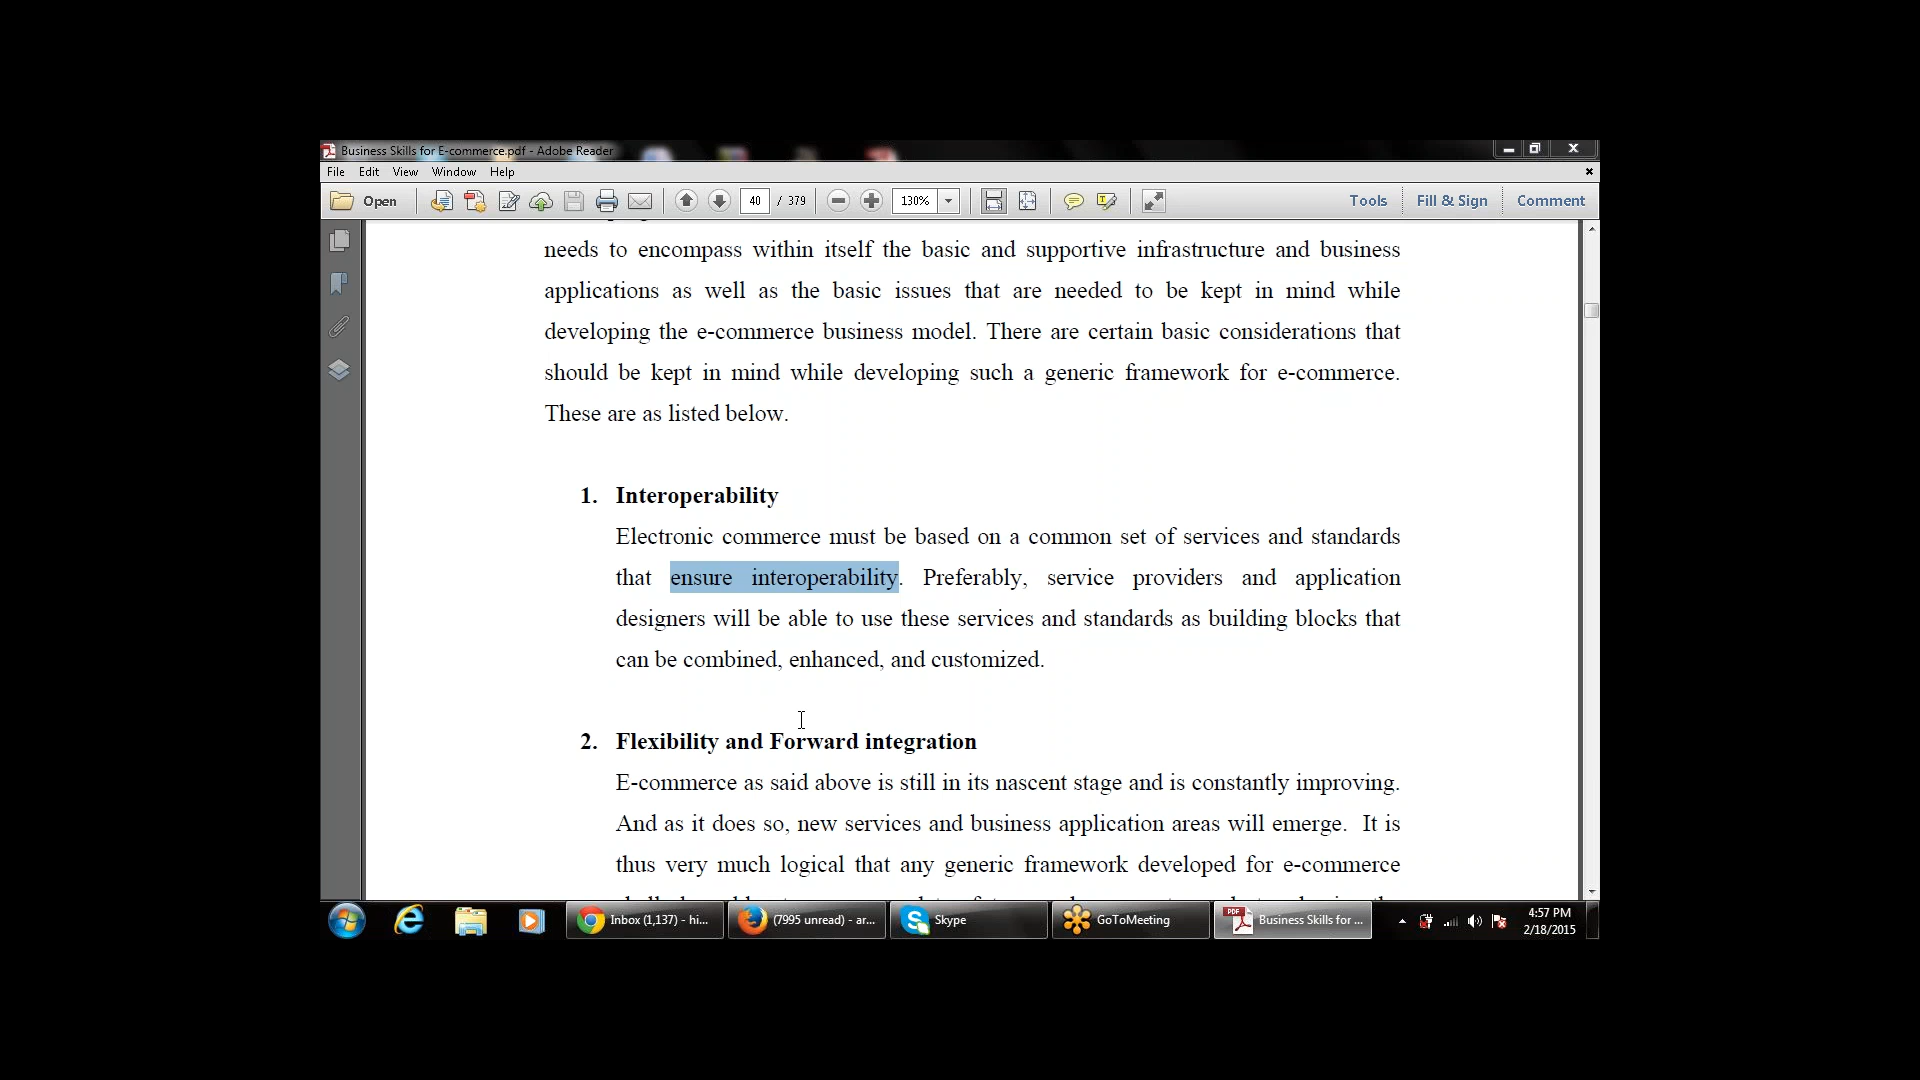 Business Skills for E-commerce.pdf - Adobe Reader
File Edit View Window Help
Open 40 / 379 130% Tools Fill & Sign Comment
needs to encompass within itself the basic and supportive infrastructure and business
applications as well as the basic issues that are needed to be kept in mind while
developing the e-commerce business model. There are certain basic considerations that
should be kept in mind while developing such a generic framework for e-commerce.
These are as listed below.
1. Interoperability
Electronic commerce must be based on a common set of services and standards
that ensure interoperability. Preferably, service providers and application
designers will be able to use these services and standards as building blocks that
can be combined, enhanced, and customized.
2. Flexibility and Forward integration
E-commerce as said above is still in its nascent stage and is constantly improving.
And as it does so, new services and business application areas will emerge. It is
thus very much logical that any generic framework developed for e-commerce
Inbox (1,137) - hi... (7995 unread) - ar... Skype GoToMeeting PDF Business Skills for ... 4:57 PM
2/18/2015